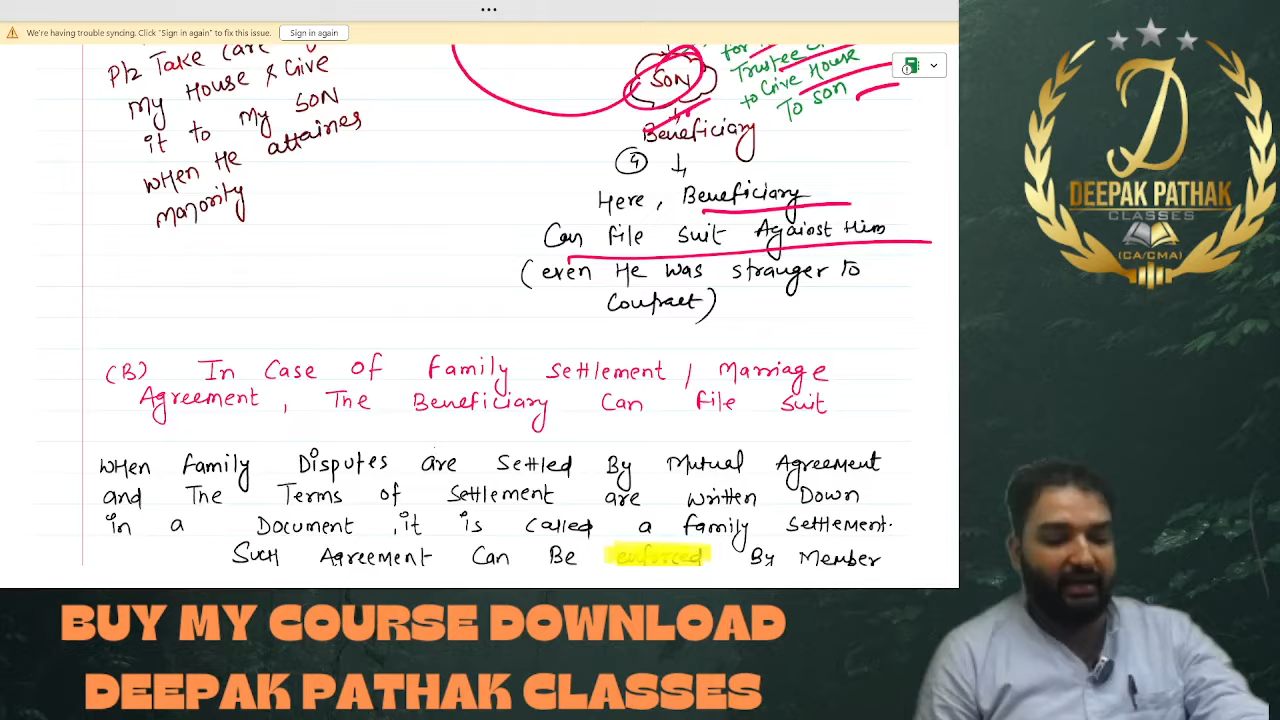 We're having trouble syncing. Click "Sign in again" to fix this issue.
Sign in again
Plz Take Care
My House & Give
it to My SON
when He attaines
majority
SON
for
Trustee
to Give House
To son
Beneficiary
4
Here, Beneficiary
Can file suit Against Him
(even He was stranger to
Contract)
(B) In Case of family Settlement / Marriage
Agreement, The Beneficiary Can file suit
When family Disputes are Settled By Mutual Agreement
and The Terms of Settlement are written Down
in a Document, it is called a family settlement.
Such Agreement Can Be enforced By Member
D
DEEPAK PATHAK
CLASSES
(CA/CMA)
BUY MY COURSE DOWNLOAD
DEEPAK PATHAK CLASSES